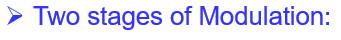 ➢ Two stages of Modulation: